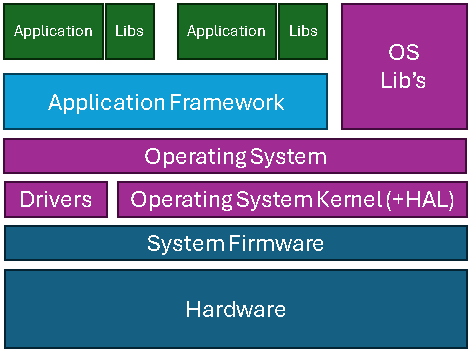 Application
Libs
Application
Libs
OS
Lib's
Application Framework
Operating System
Drivers
Operating System Kernel (+HAL)
System Firmware
Hardware